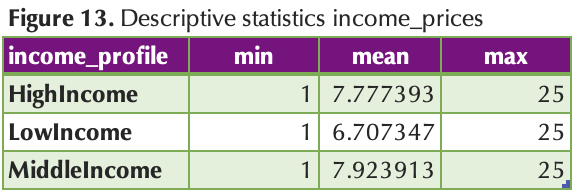 Figure 13. Descriptive statistics income_prices
income_profile min mean max
HighIncome 1 7.777393 25
LowIncome 1 6.707347 25
MiddleIncome 1 7.923913 25